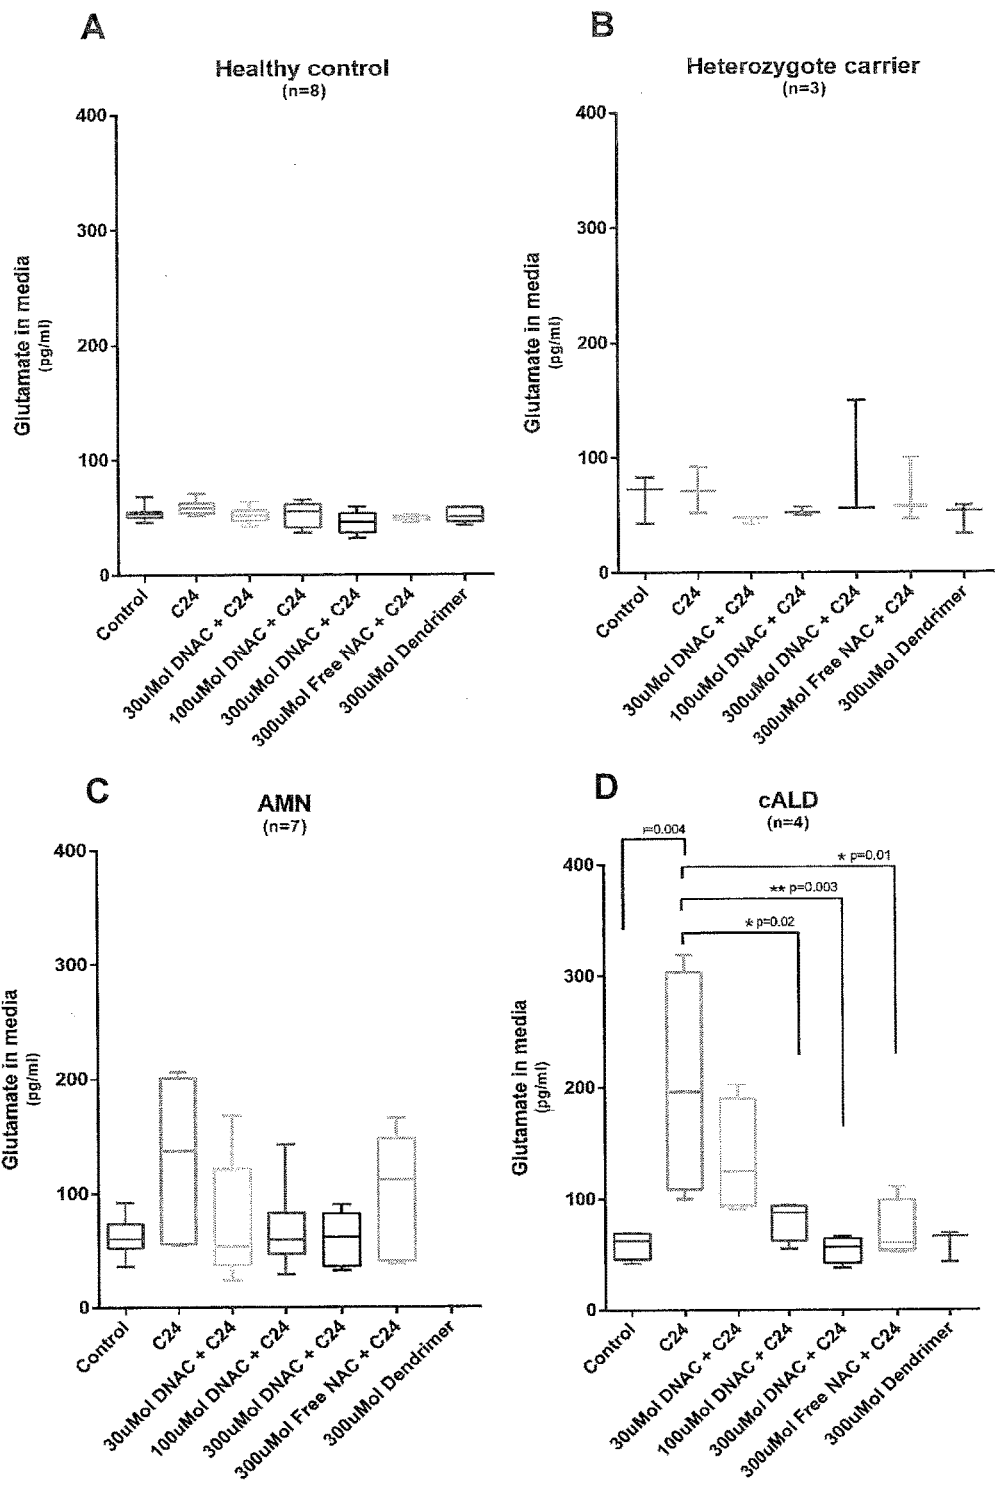 A
Healthy control
(n=8)
400
300
200
100
0
Glutamate in media
(pg/ml)
Control
C24
30uMol DNAC + C24
100uMol DNAC + C24
300uMol DNAC + C24
300uMol Free NAC + C24
300uMol Dendrimer
B
Heterozygote carrier
(n=3)
400
300
200
100
0
Glutamate in media
(pg/ml)
Control
C24
30uMol DNAC + C24
100uMol DNAC + C24
300uMol DNAC + C24
300uMol Free NAC + C24
300uMol Dendrimer
C
AMN
(n=7)
400
300
200
100
0
Glutamate in media
(pg/ml)
Control
C24
30uMol DNAC + C24
100uMol DNAC + C24
300uMol DNAC + C24
300uMol Free NAC + C24
300uMol Dendrimer
D
cALD
(n=4)
=0.004
* p=0.01
** p=0.003
* p=0.02
400
300
200
100
0
Glutamate in media
(pg/ml)
Control
C24
30uMol DNAC + C24
100uMol DNAC + C24
300uMol DNAC + C24
300uMol Free NAC + C24
300uMol Dendrimer